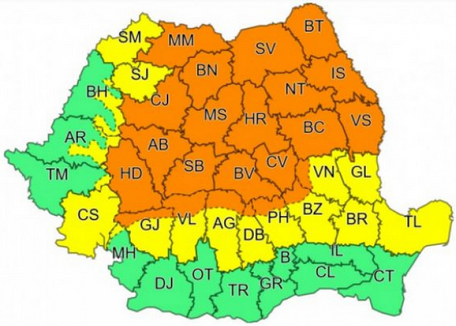 BT
SM
MM
SV
SJ
BN
IS
BH
CJ
NT
MS
HR
AR
AB
BC
VS
TM
HD
SB
BV
CV
VN
GL
CS
GJ
VL
AG
DB
PH
BZ
BR
TL
MH
DJ
OT
TR
GR
B
IL
CL
CT